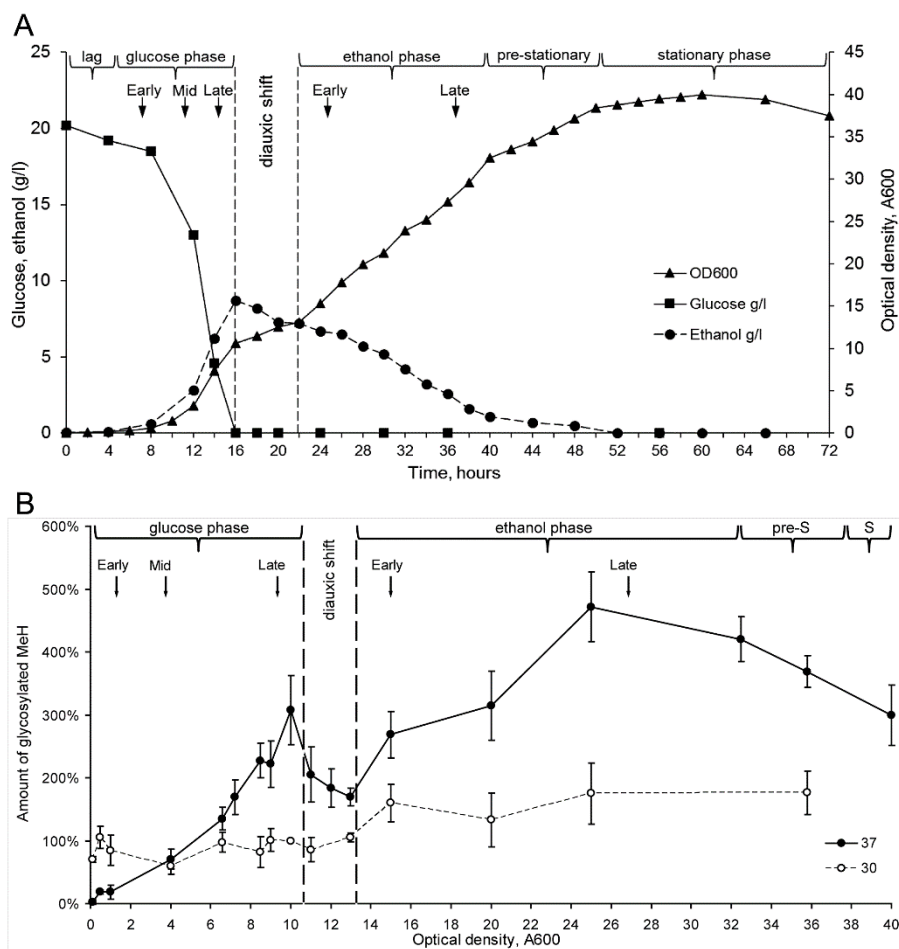 A
lag glucose phase ethanol phase pre-stationary stationary phase
Early Mid Late Early Late
diauxic shift
Glucose, ethanol (g/l)
25
20
15
10
5
0
45
40
35
30
25
20
15
10
5
0
Optical density, A600
OD600
Glucose g/l
Ethanol g/l
0 4 8 12 16 20 24 28 32 36 40 44 48 52 56 60 64 68 72
Time, hours
B
glucose phase ethanol phase pre-S S
Early Mid Late Early Late
diauxic shift
Amount of glycosylated MeH
600%
500%
400%
300%
200%
100%
0%
37
30
0 2 4 6 8 10 12 14 16 18 20 22 24 26 28 30 32 34 36 38 40
Optical density, A600